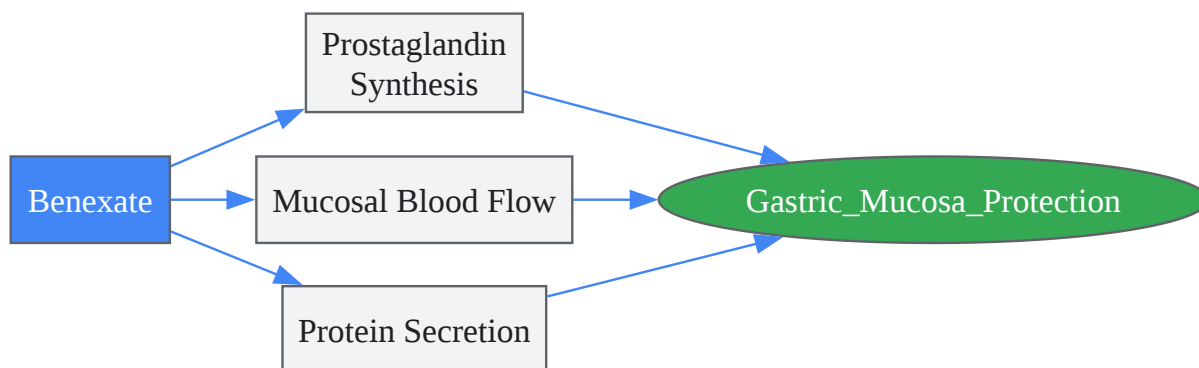 Prostaglandin
Synthesis
Benexate
Mucosal Blood Flow
Gastric_Mucosa_Protection
Protein Secretion